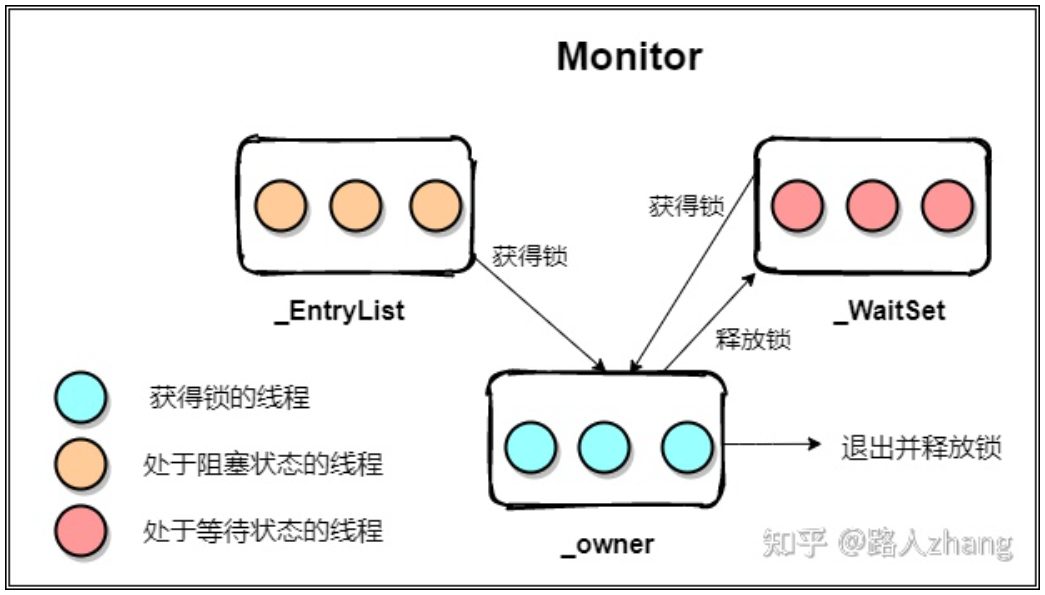 Monitor
获得锁
获得锁
_EntryList
_WaitSet
释放锁
获得锁的线程
处于阻塞状态的线程
退出并释放锁
处于等待状态的线程
_owner
知乎 @路人zhang